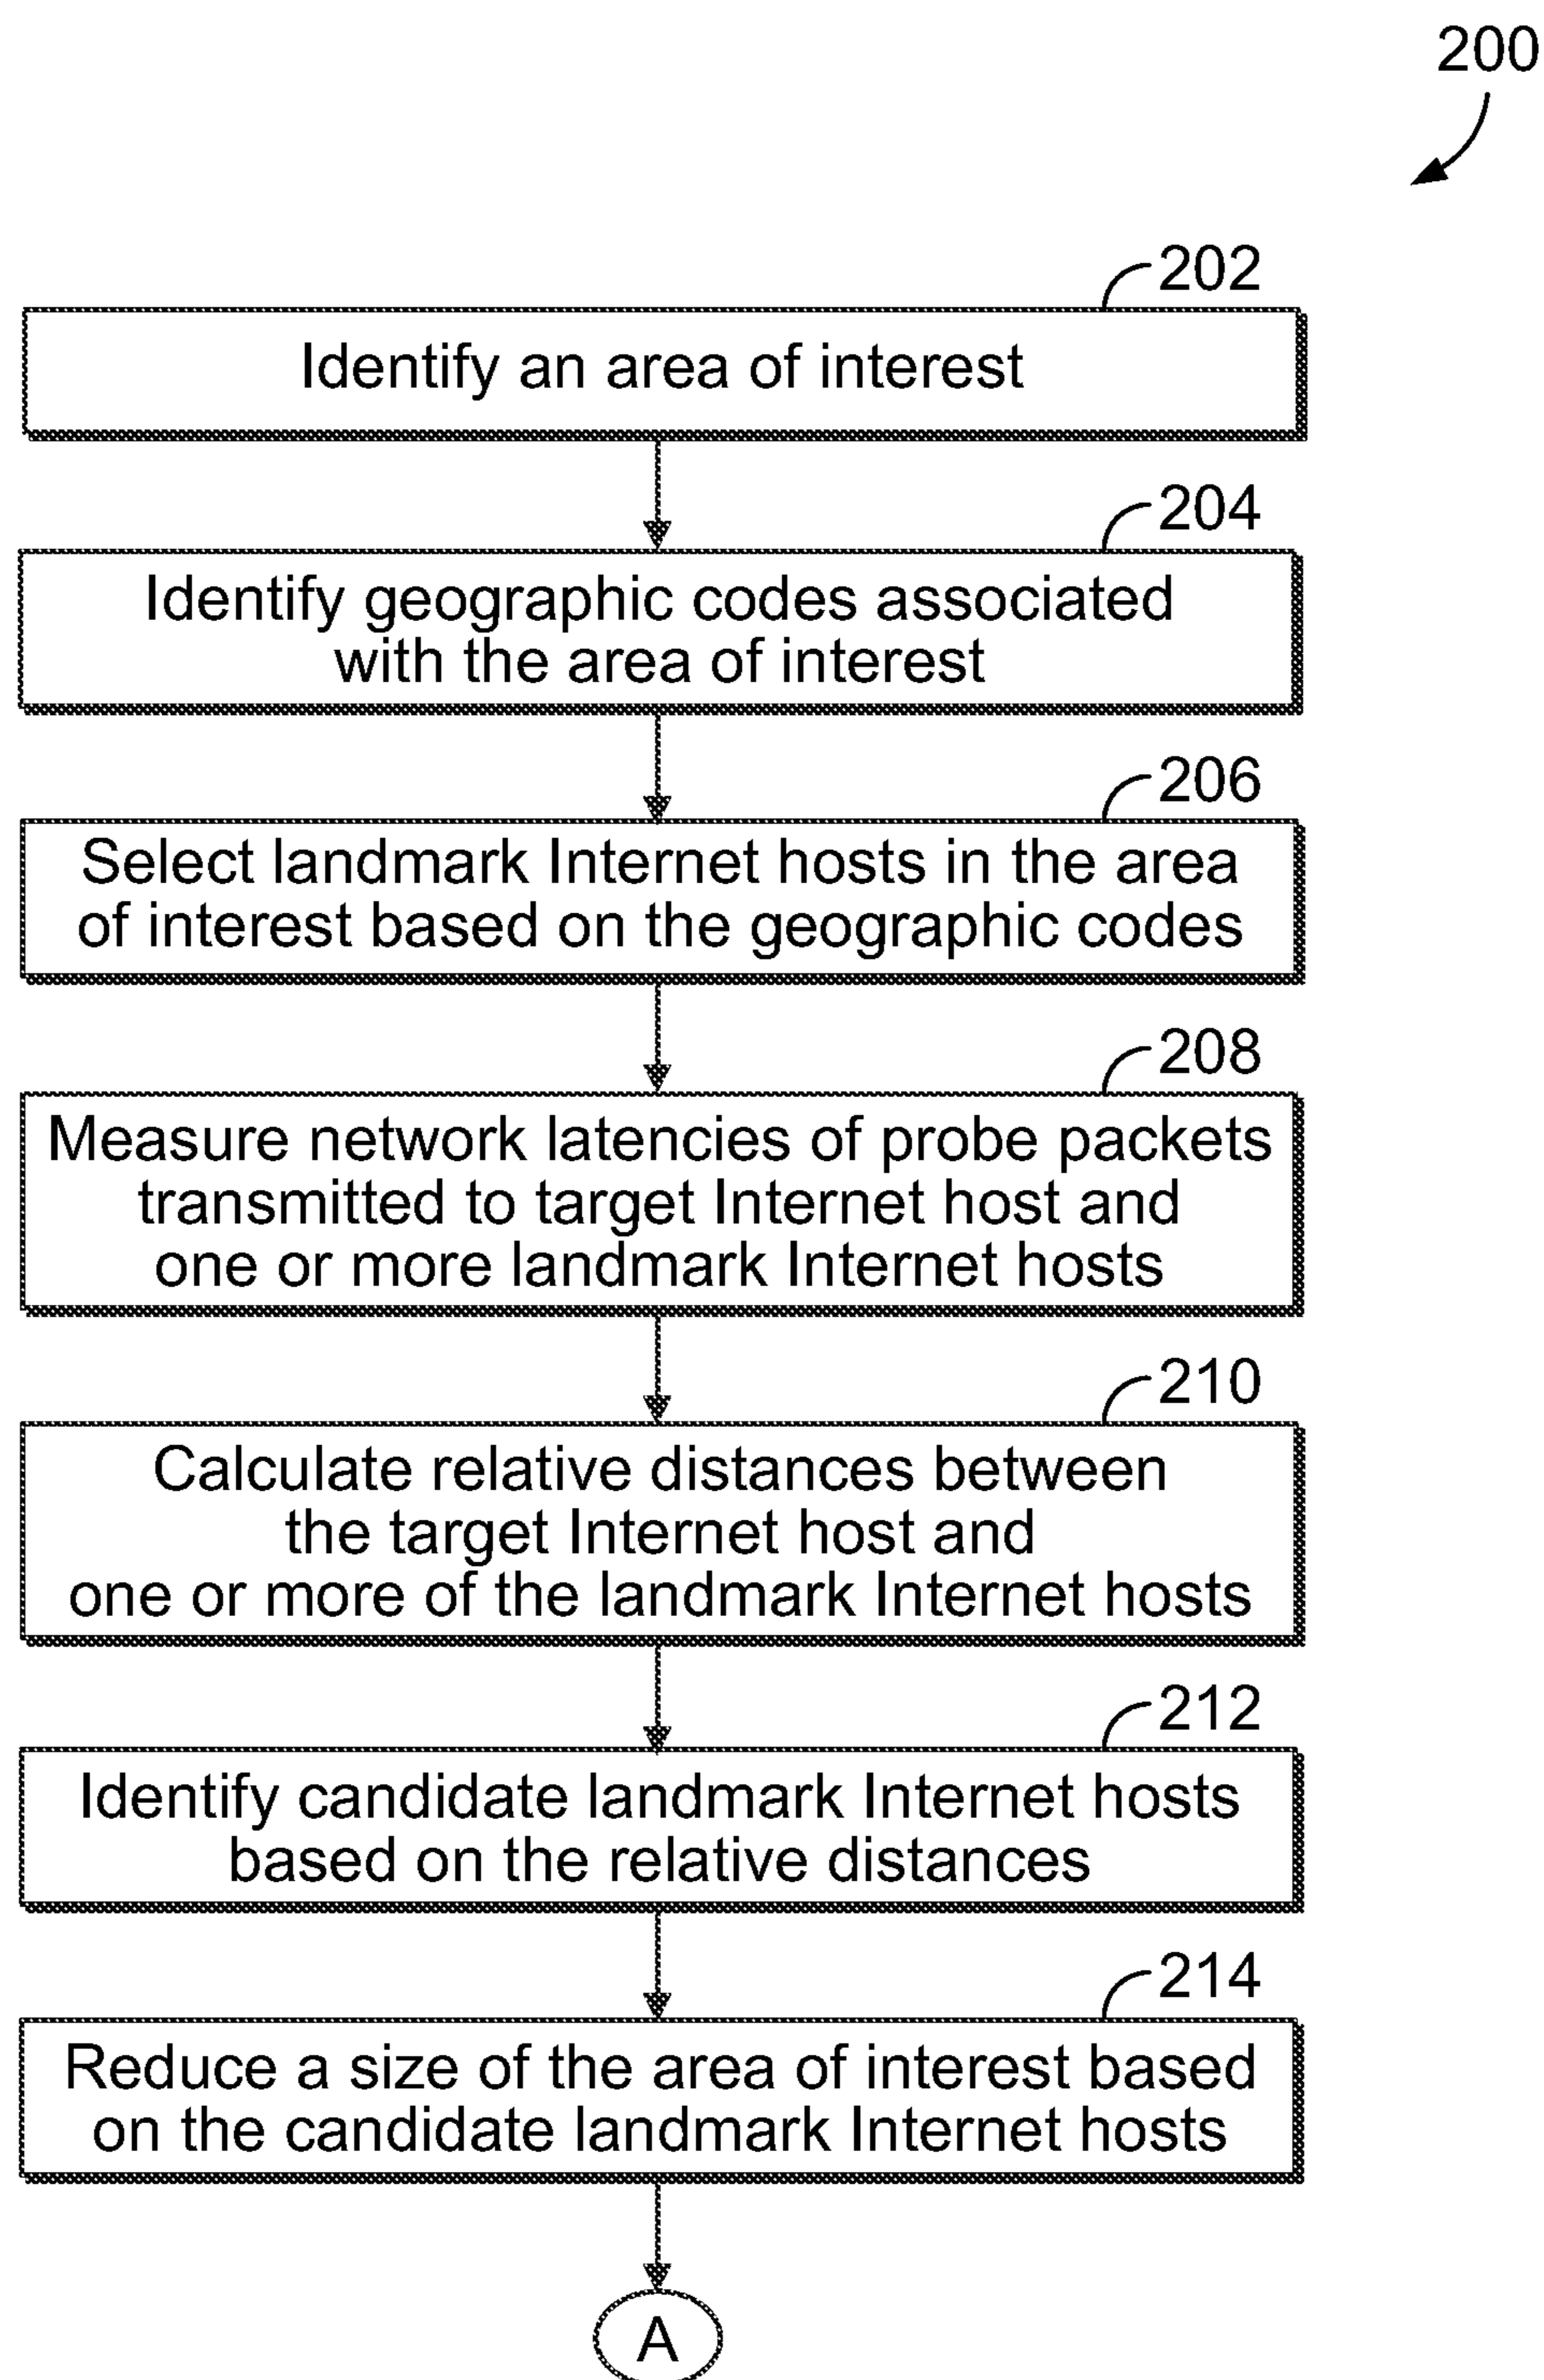 200
202
Identify an area of interest
204
Identify geographic codes associated
with the area of interest
206
Select landmark Internet hosts in the area
of interest based on the geographic codes
208
Measure network latencies of probe packets
transmitted to target Internet host and
one or more landmark Internet hosts
210
Calculate relative distances between
the target Internet host and
one or more of the landmark Internet hosts
212
Identify candidate landmark Internet hosts
based on the relative distances
214
Reduce a size of the area of interest based
on the candidate landmark Internet hosts
A